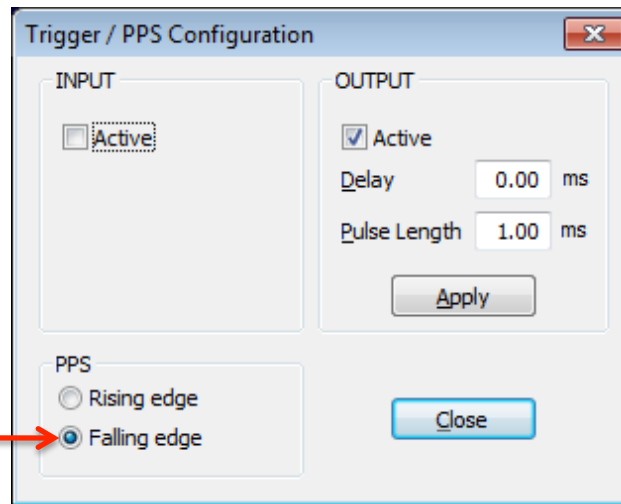 Trigger / PPS Configuration
INPUT
Active
OUTPUT
Active
Delay 0.00 ms
Pulse Length 1.00 ms
Apply
PPS
Rising edge
Falling edge
Close